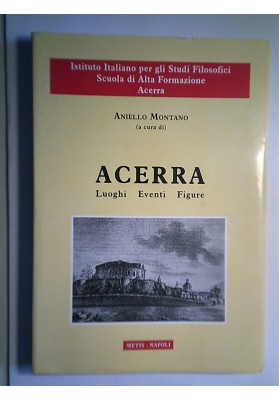 Istituto Italiano per gli Studi Filosofici
Scuola di Alta Formazione
Acerra
ANIELLO MONTANO
(a cura di)
ACERRA
Luoghi Eventi Figure
METIS - NAPOLI